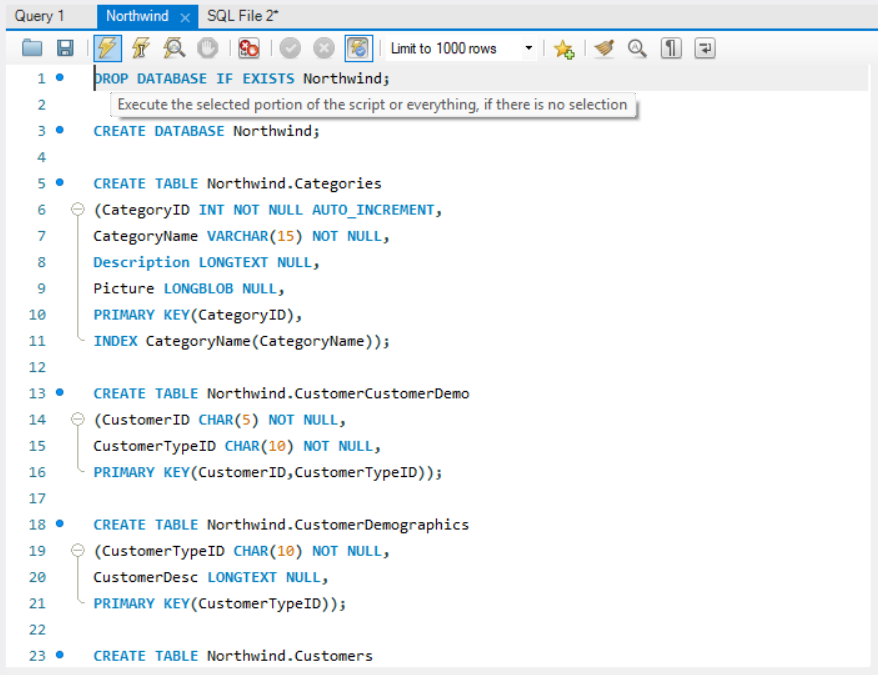 Query 1 Northwind × SQL File 2*
Limit to 1000 rows
1 DROP DATABASE IF EXISTS Northwind;
2 Execute the selected portion of the script or everything, if there is no selection
3 CREATE DATABASE Northwind;
4
5 CREATE TABLE Northwind.Categories
6 (CategoryID INT NOT NULL AUTO_INCREMENT,
7 CategoryName VARCHAR(15) NOT NULL,
8 Description LONGTEXT NULL,
9 Picture LONGBLOB NULL,
10 PRIMARY KEY(CategoryID),
11 INDEX CategoryName(CategoryName));
12
13 CREATE TABLE Northwind.CustomerCustomerDemo
14 (CustomerID CHAR(5) NOT NULL,
15 CustomerTypeID CHAR(10) NOT NULL,
16 PRIMARY KEY(CustomerID,CustomerTypeID));
17
18 CREATE TABLE Northwind.CustomerDemographics
19 (CustomerTypeID CHAR(10) NOT NULL,
20 CustomerDesc LONGTEXT NULL,
21 PRIMARY KEY(CustomerTypeID));
22
23 CREATE TABLE Northwind.Customers